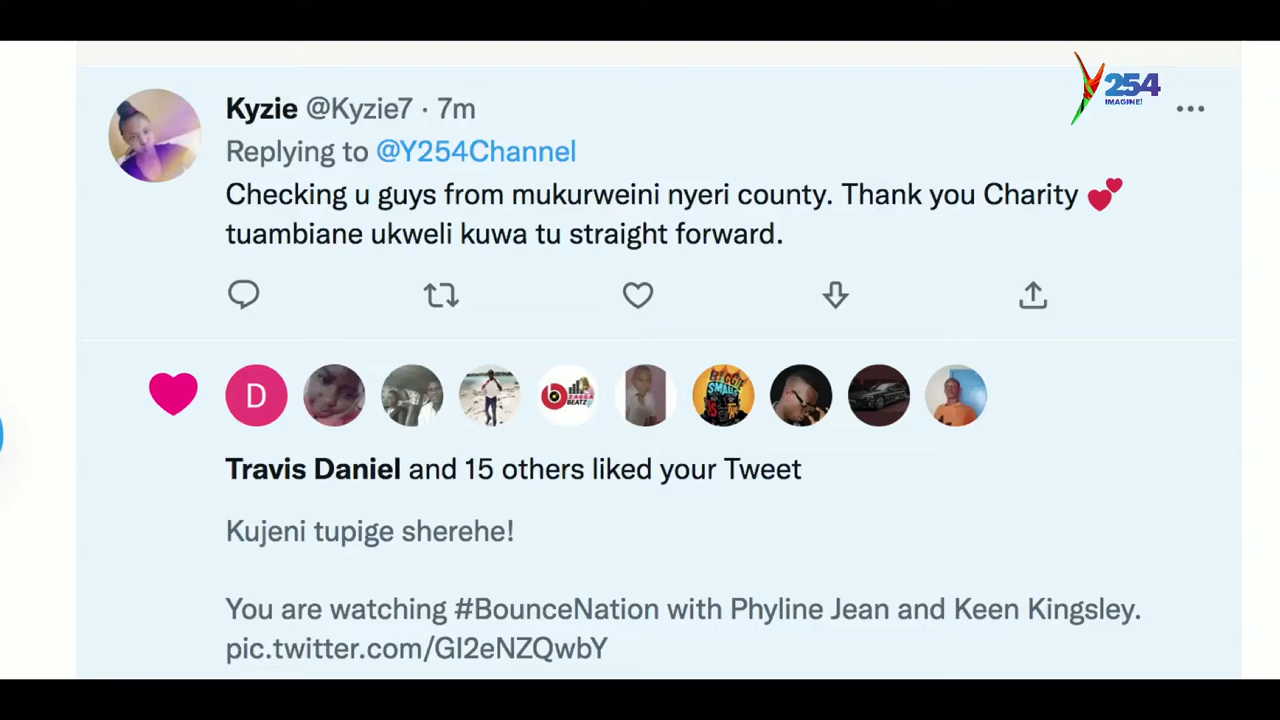 254
IMAGINE!
Kyzie @Kyzie7 · 7m
Replying to @Y254Channel
Checking u guys from mukurweini nyeri county. Thank you Charity 💕
tuambiane ukweli kuwa tu straight forward.
D
Travis Daniel and 15 others liked your Tweet
Kujeni tupige sherehe!
You are watching #BounceNation with Phyline Jean and Keen Kingsley.
pic.twitter.com/GI2eNZQwbY